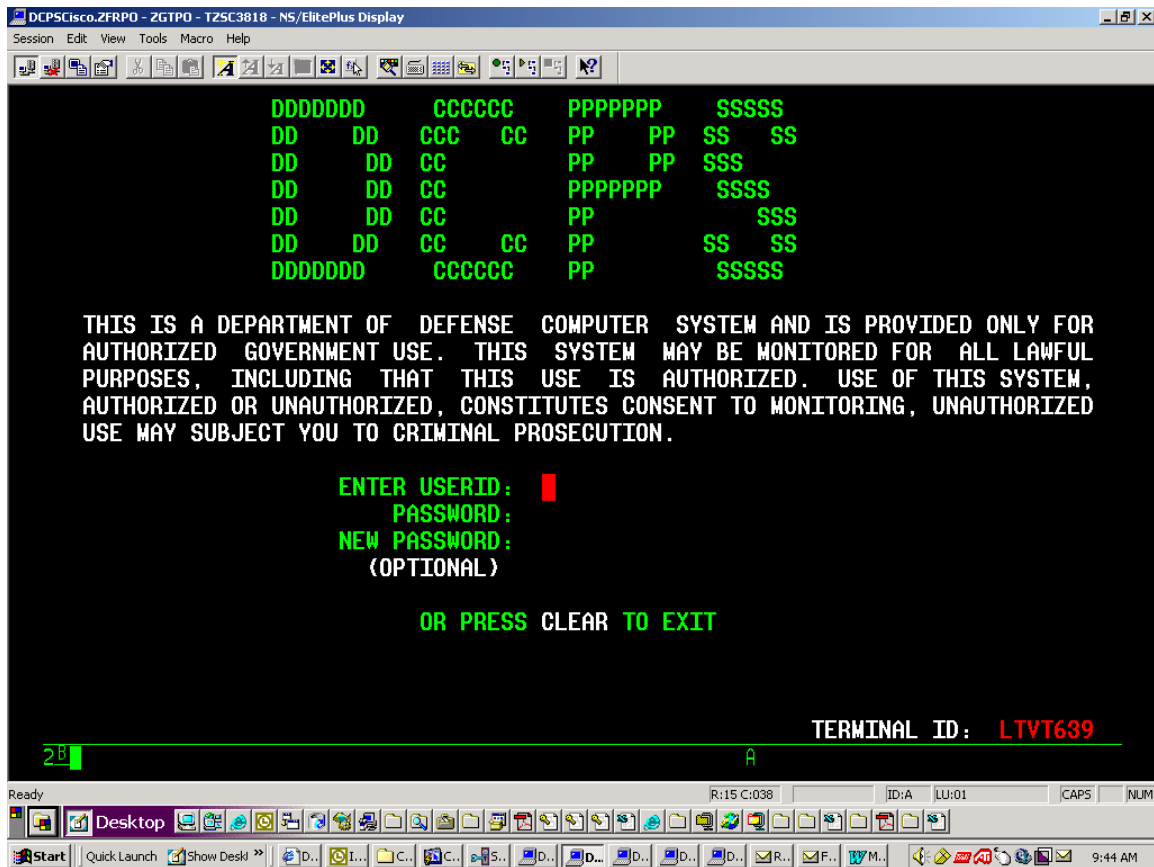 DCPSCisco.ZFRPO - ZGTPO - TZSC3818 - NS/ElitePlus Display
Session Edit View Tools Macro Help
DDDDDDD CCCCCC PPPPPPP SSSSS
DD DD CCC CC PP PP SS SS
DD DD CC PP PP SSS
DD DD CC PPPPPPP SSSS
DD DD CC PP SSS
DD DD CC CC PP SS SS
DDDDDDD CCCCCC PP SSSSS
THIS IS A DEPARTMENT OF DEFENSE COMPUTER SYSTEM AND IS PROVIDED ONLY FOR
AUTHORIZED GOVERNMENT USE. THIS SYSTEM MAY BE MONITORED FOR ALL LAWFUL
PURPOSES, INCLUDING THAT THIS USE IS AUTHORIZED. USE OF THIS SYSTEM,
AUTHORIZED OR UNAUTHORIZED, CONSTITUTES CONSENT TO MONITORING, UNAUTHORIZED
USE MAY SUBJECT YOU TO CRIMINAL PROSECUTION.
ENTER USERID:
PASSWORD:
NEW PASSWORD:
(OPTIONAL)
OR PRESS CLEAR TO EXIT
TERMINAL ID: LTVT639
2B A
Ready R:15 C:038 ID:A LU:01 CAPS NUM
Desktop
Start Quick Launch Show Deskl » D.. I... C.. C.. S.. D.. D... D.. D.. D.. R.. F.. M.. 9:44 AM